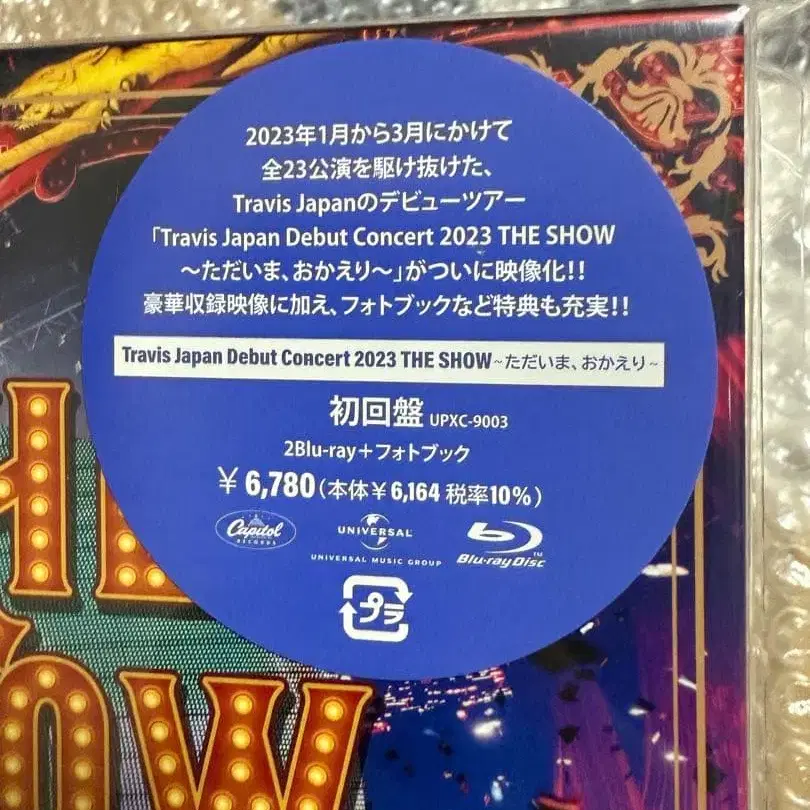 2023年1月から3月にかけて
全23公演を駆け抜けた、
Travis Japanのデビューツアー
「Travis Japan Debut Concert 2023 THE SHOW
～ただいま、おかえり～」がついに映像化!!
豪華収録映像に加え、フォトブックなど特典も充実!!
Travis Japan Debut Concert 2023 THE SHOW~ただいま、おかえり~
初回盤 UPXC-9003
2Blu-ray+フォトブック
￥6,780(本体￥6,164 税率10%)
Capitol RECORDS
UNIVERSAL
UNIVERSAL MUSIC GROUP
Blu-ray Disc
プラ
HE
OW